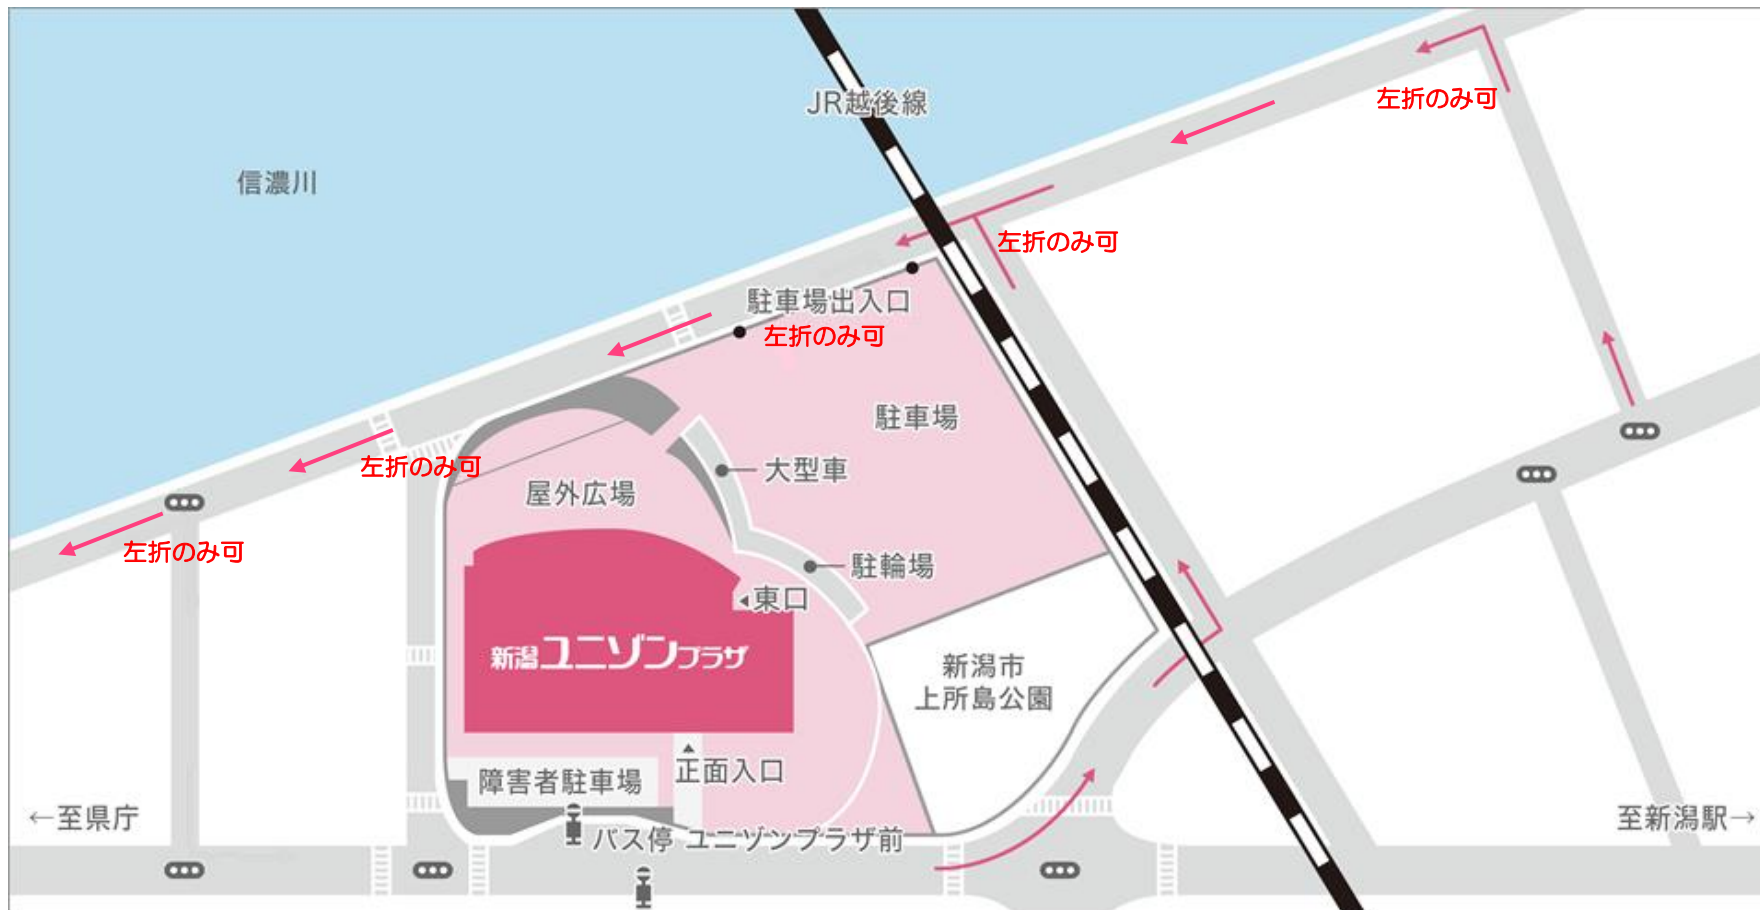 JR越後線
左折のみ可
信濃川
左折のみ可
駐車場出入口
左折のみ可
駐車場
左折のみ可
大型車
屋外広場
左折のみ可
駐輪場
東口
新潟ユニゾンプラザ
新潟市
上所島公園
正面入口
障害者駐車場
←至県庁
至新潟駅→
バス停 ユニゾンプラザ前